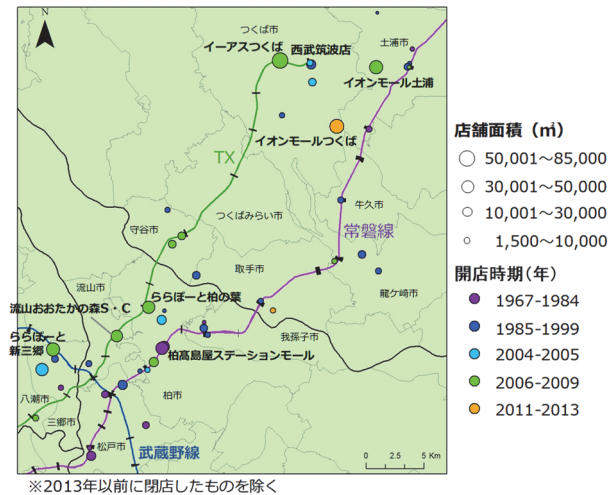 N
つくば市
イーアスつくば
西武筑波店
土浦市
イオンモール土浦
イオンモールつくば
TX
牛久市
守谷市
つくばみらい市
常磐線
取手市
龍ケ崎市
流山市
ららぽーと柏の葉
流山おおたかの森S・C
我孫子市
ららぽーと
新三郷
柏髙島屋ステーションモール
八潮市
柏市
三郷市
松戸市
武蔵野線
0 2.5 5 Km
店舗面積(㎡)
50,001~85,000
30,001~50,000
10,001~30,000
1,500~10,000
開店時期(年)
1967-1984
1985-1999
2004-2005
2006-2009
2011-2013
※2013年以前に閉店したものを除く